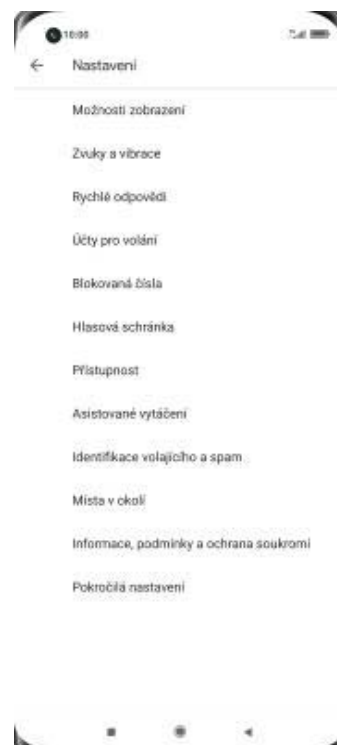 10:00
Nastavení
Možnosti zobrazení
Zvuky a vibrace
Rychlé odpovědi
Účty pro volání
Blokovaná čísla
Hlasová schránka
Přístupnost
Asistované vytáčení
Identifikace volajícího a spam
Místa v okolí
Informace, podmínky a ochrana soukromí
Pokročilá nastavení